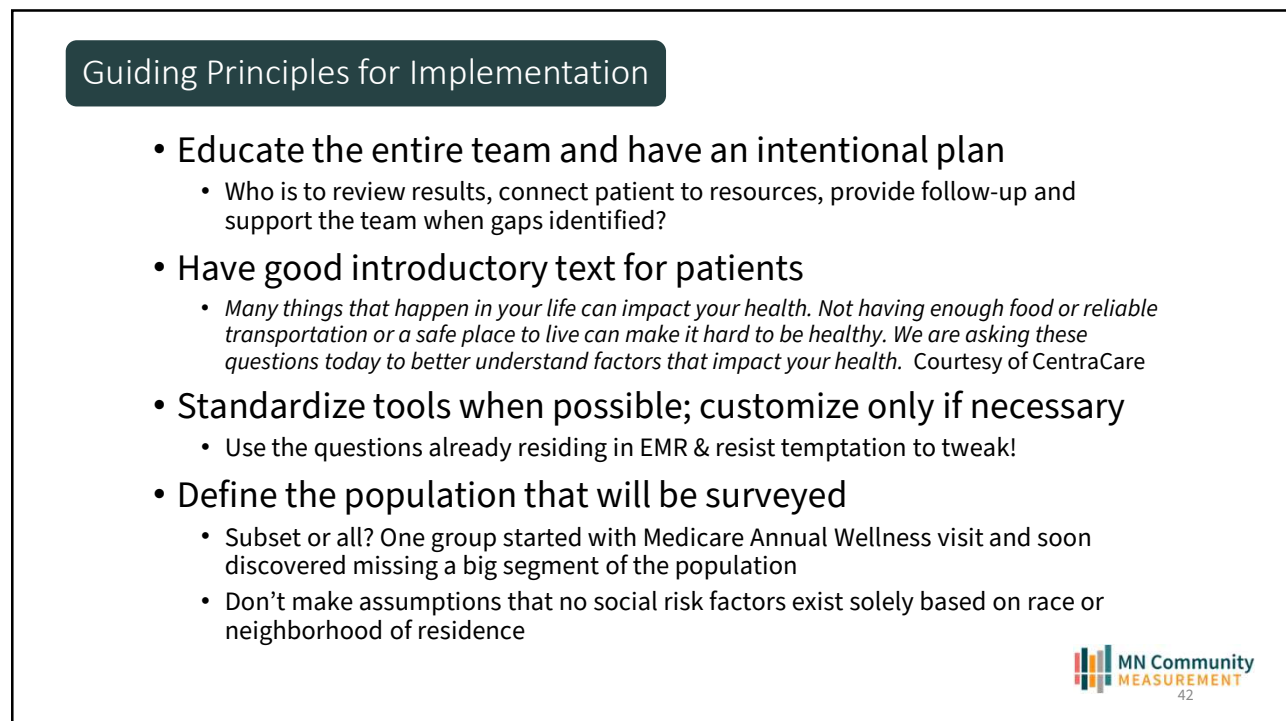 Guiding Principles for Implementation
• Educate the entire team and have an intentional plan
• Who is to review results, connect patient to resources, provide follow-up and
support the team when gaps identified?
• Have good introductory text for patients
• Many things that happen in your life can impact your health. Not having enough food or reliable
transportation or a safe place to live can make it hard to be healthy. We are asking these
questions today to better understand factors that impact your health. Courtesy of CentraCare
• Standardize tools when possible; customize only if necessary
• Use the questions already residing in EMR & resist temptation to tweak!
• Define the population that will be surveyed
• Subset or all? One group started with Medicare Annual Wellness visit and soon
discovered missing a big segment of the population
• Don’t make assumptions that no social risk factors exist solely based on race or
neighborhood of residence
MN Community
MEASUREMENT
42